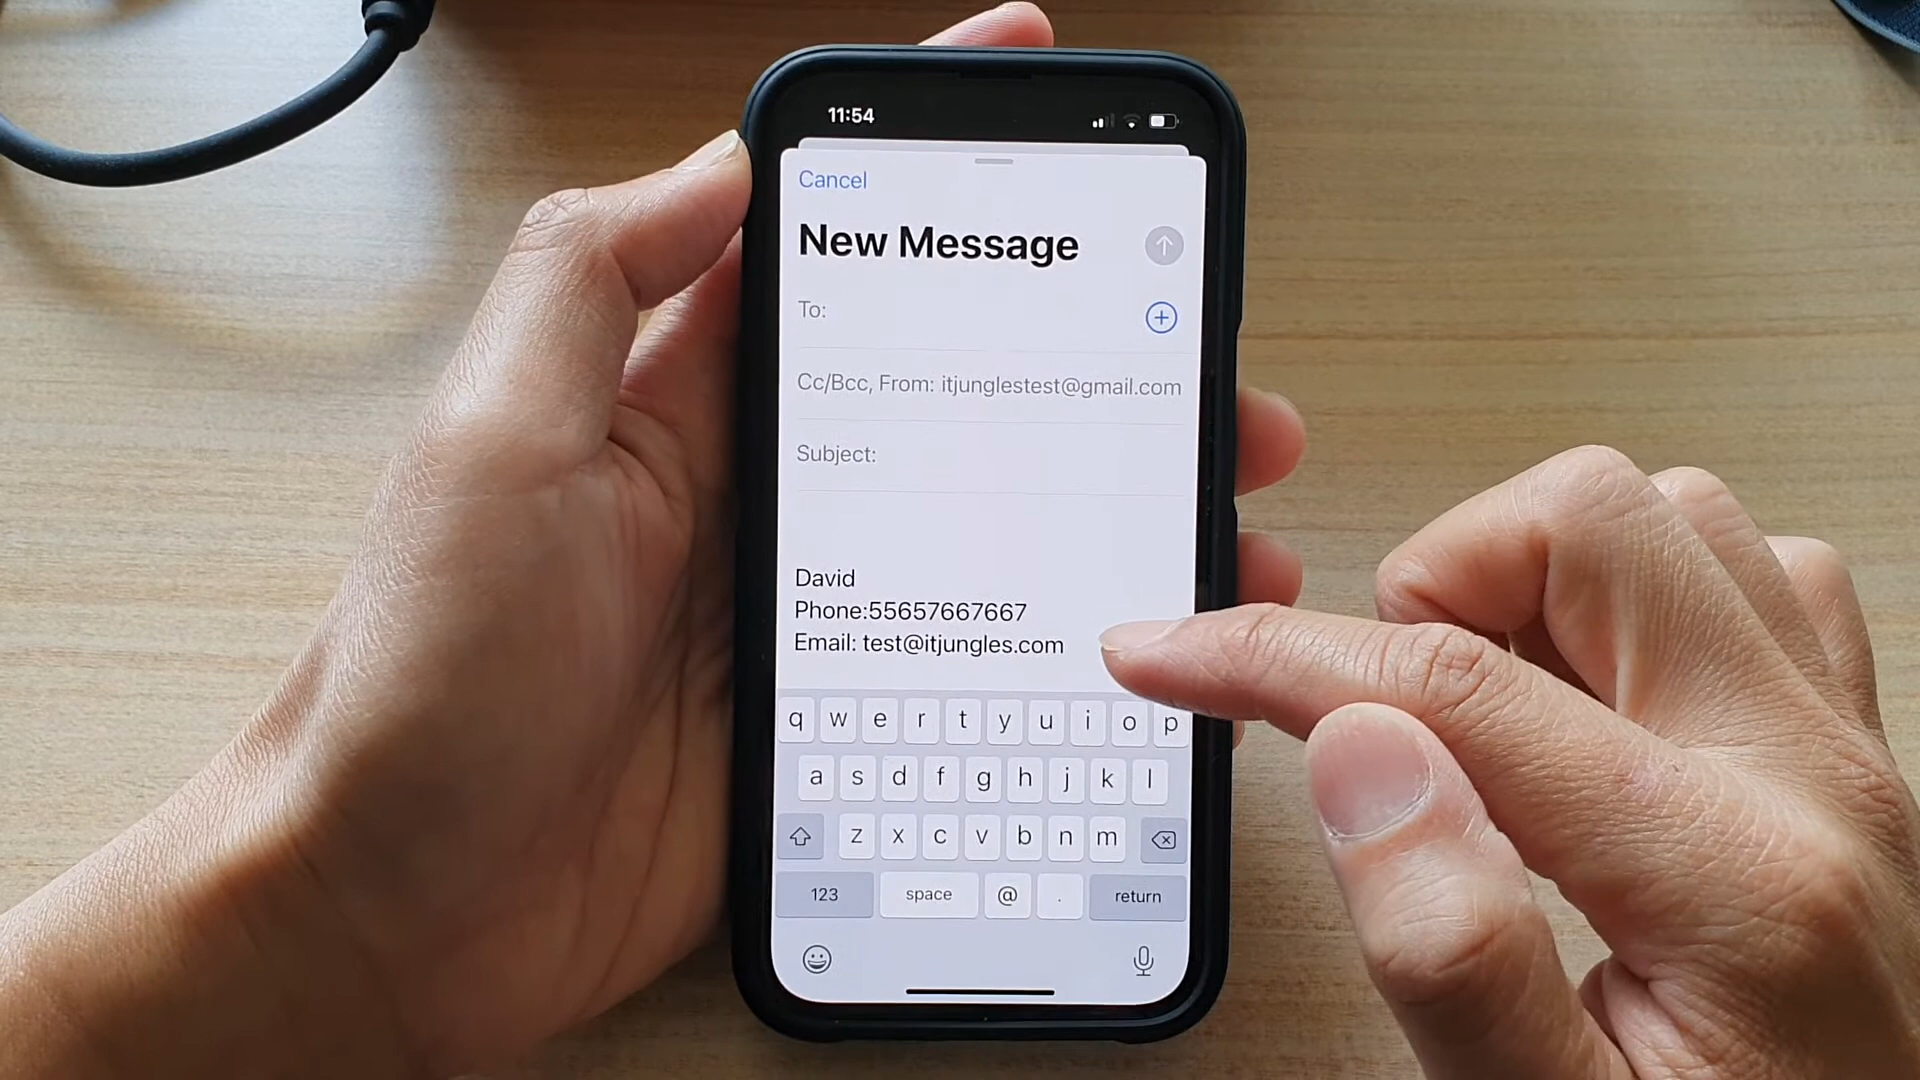 11:54
Cancel
New Message
To:
Cc/Bcc, From: itjunglestest@gmail.com
Subject:
David
Phone:55657667667
Email: test@itjungles.com
q w e r t y u i o p
a s d f g h j k l
z x c v b n m
123 space @ . return